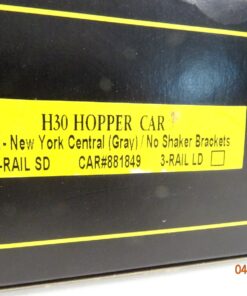 H30 HOPPER CAR
- New York Central (Gray) / No Shaker Brackets
-RAIL SD CAR#881849 3-RAIL LD
04